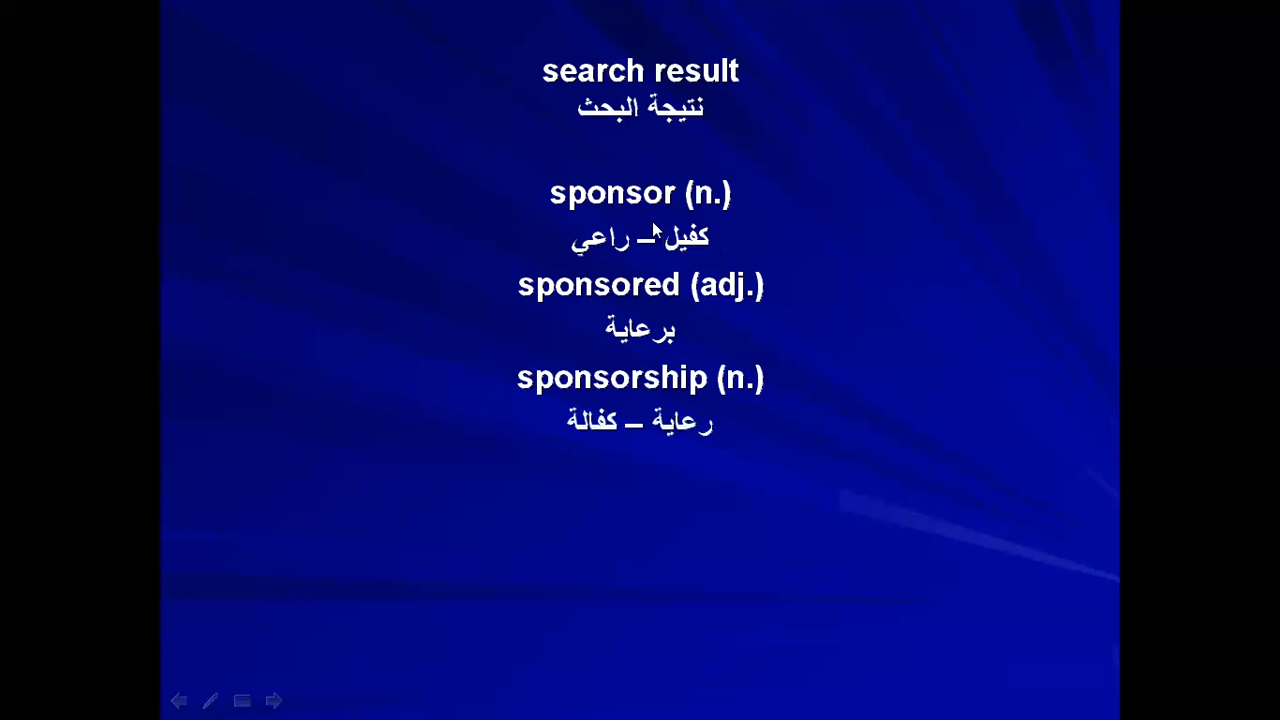 search result
نتيجة البحث
sponsor (n.)
كفيل – راعي
sponsored (adj.)
برعاية
sponsorship (n.)
رعاية – كفالة